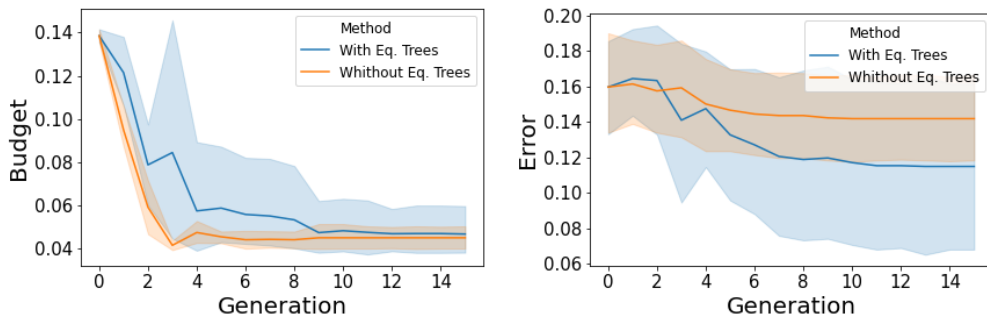 0.14
0.12
0.10
0.08
0.06
0.04
Budget
0 2 4 6 8 10 12 14
Generation
Method
With Eq. Trees
Whithout Eq. Trees
0.20
0.18
0.16
0.14
0.12
0.10
0.08
0.06
Error
0 2 4 6 8 10 12 14
Generation
Method
With Eq. Trees
Whithout Eq. Trees